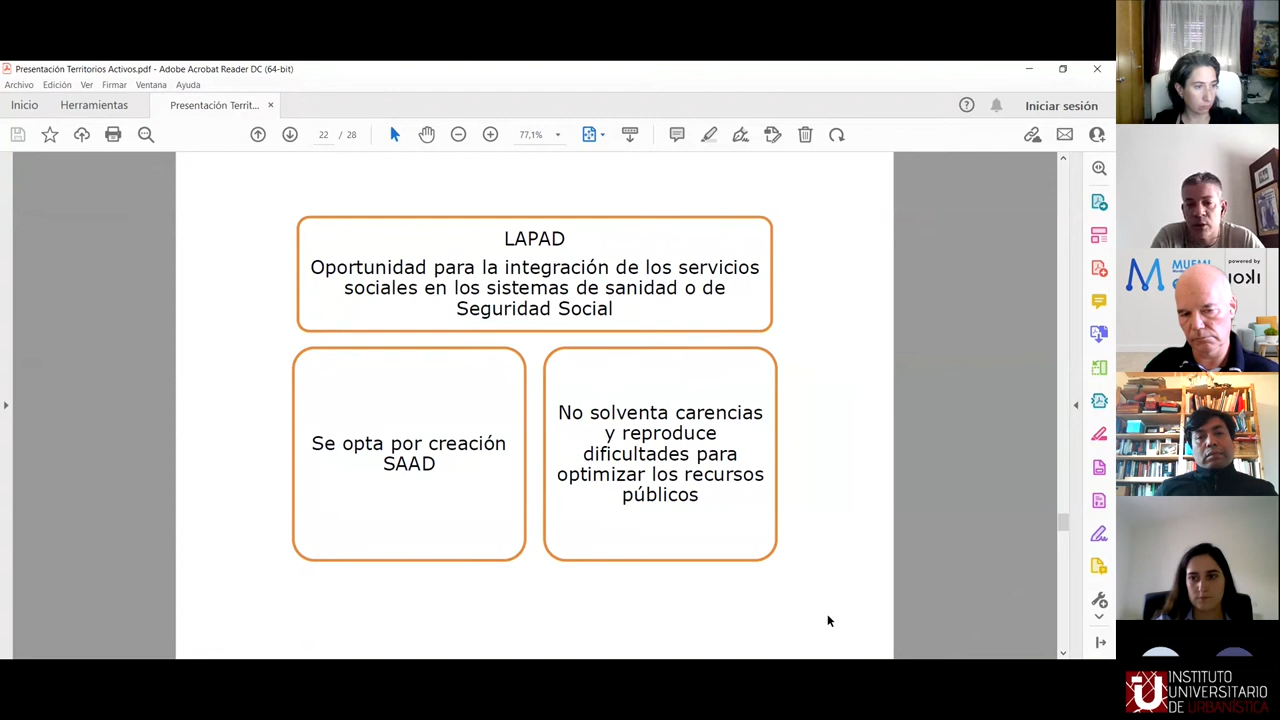 Presentación Territorios Activos.pdf - Adobe Acrobat Reader DC (64-bit)
Archivo Edición Ver Firmar Ventana Ayuda
Inicio Herramientas Presentación Territ... × Iniciar sesión
22 / 28 77,1%
LAPAD
Oportunidad para la integración de los servicios
sociales en los sistemas de sanidad o de
Seguridad Social
Se opta por creación
SAAD
No solventa carencias
y reproduce
dificultades para
optimizar los recursos
públicos
powered by
INSTITUTO
UNIVERSITARIO
DE URBANÍSTICA